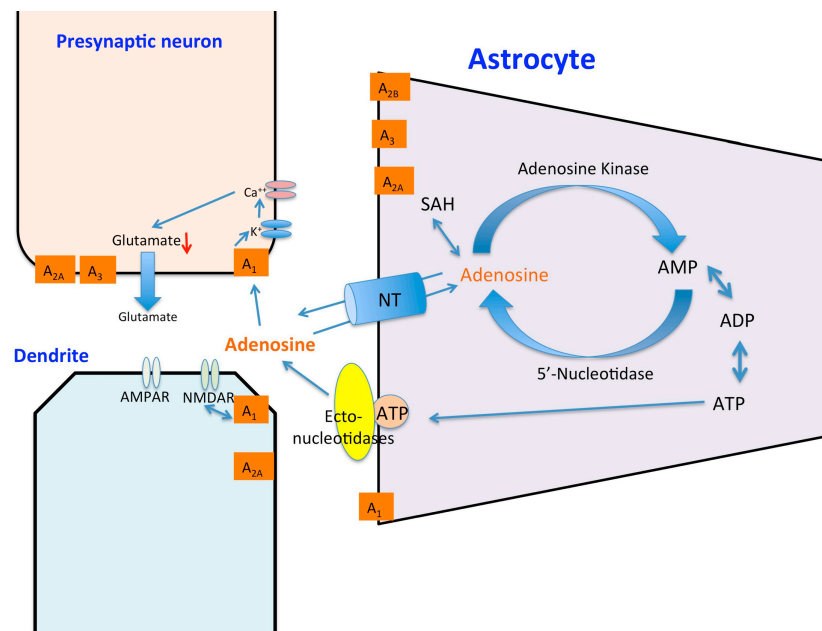 Presynaptic neuron
Astrocyte
A2B
A3
A2A
Adenosine Kinase
SAH
Ca++
K+
Glutamate
A1
A2A
A3
Adenosine
AMP
NT
Glutamate
ADP
Adenosine
Dendrite
5’-Nucleotidase
AMPAR
NMDAR
A1
Ecto-
nucleotidases
ATP
ATP
A2A
A1